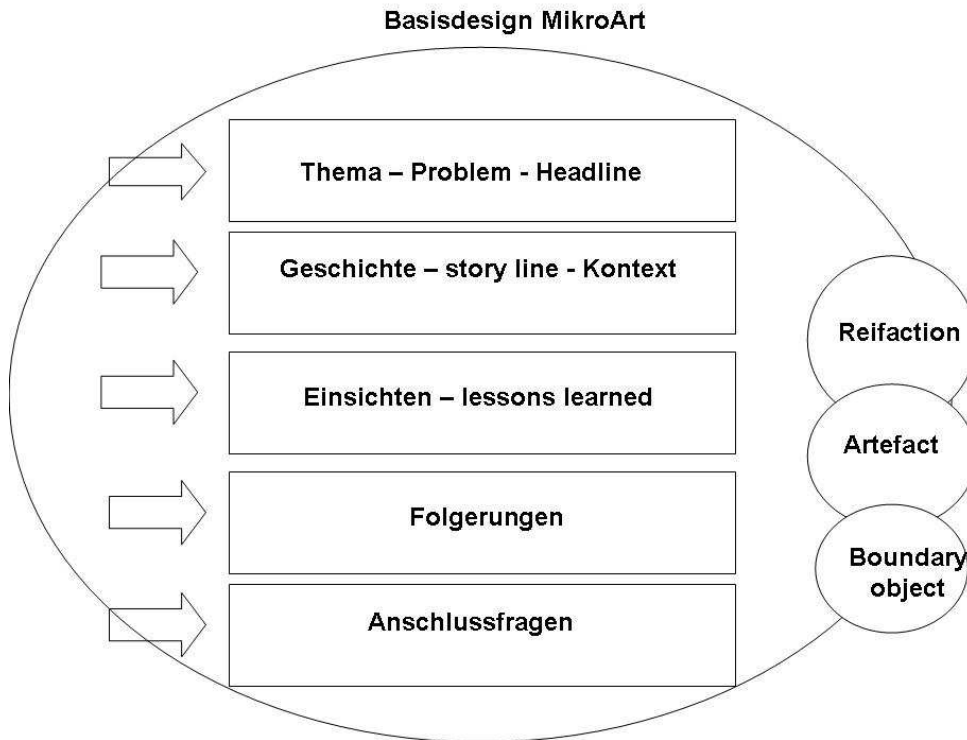 Basisdesign MikroArt
Thema – Problem - Headline
Geschichte – story line - Kontext
Einsichten – lessons learned
Folgerungen
Anschlussfragen
Reifaction
Artefact
Boundary
object